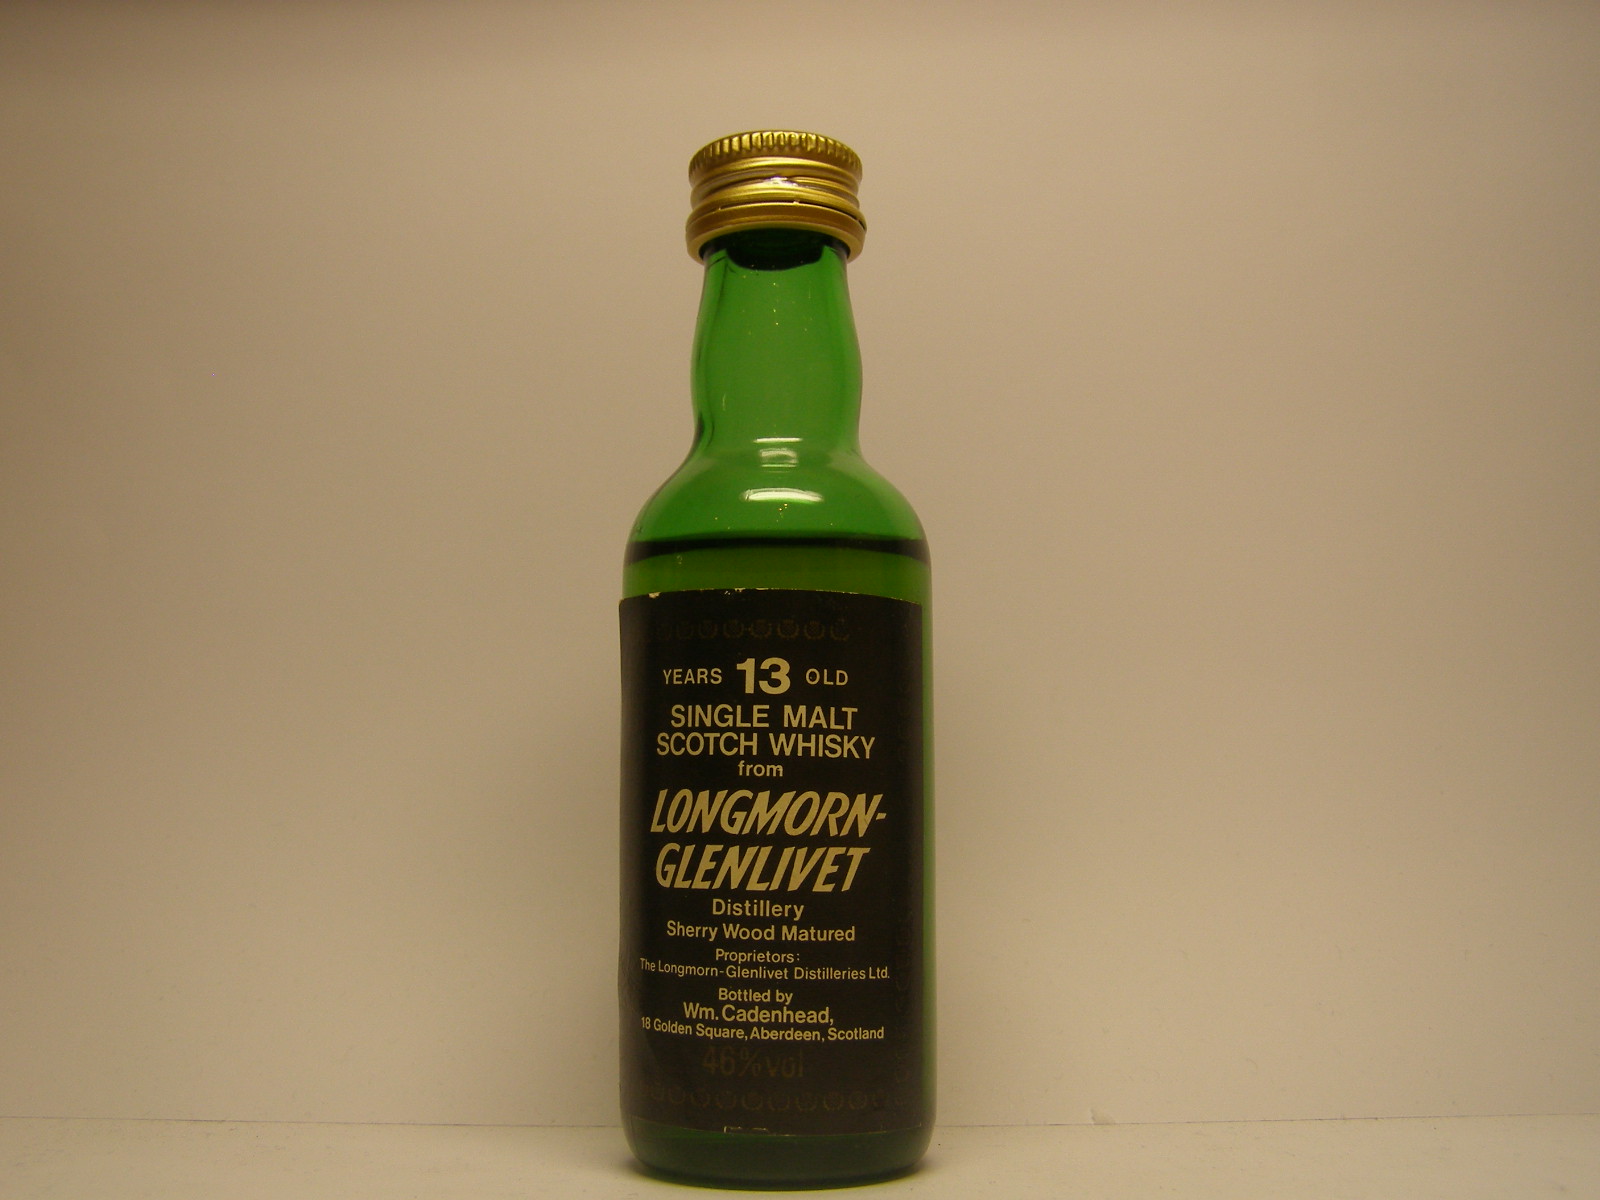 YEARS 13 OLD
SINGLE MALT
SCOTCH WHISKY
from
LONGMORN-
GLENLIVET
Distillery
Sherry Wood Matured
Proprietors:
The Longmorn-Glenlivet Distilleries Ltd.
Bottled by
Wm. Cadenhead,
18 Golden Square, Aberdeen, Scotland
46% vol